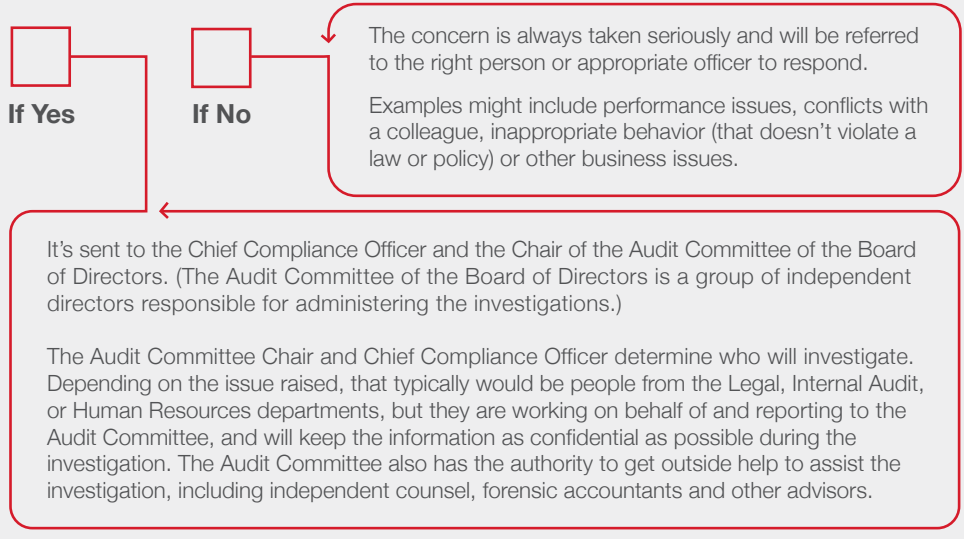 If Yes
If No
The concern is always taken seriously and will be referred
to the right person or appropriate officer to respond.
Examples might include performance issues, conflicts with
a colleague, inappropriate behavior (that doesn’t violate a
law or policy) or other business issues.
It’s sent to the Chief Compliance Officer and the Chair of the Audit Committee of the Board
of Directors. (The Audit Committee of the Board of Directors is a group of independent
directors responsible for administering the investigations.)
The Audit Committee Chair and Chief Compliance Officer determine who will investigate.
Depending on the issue raised, that typically would be people from the Legal, Internal Audit,
or Human Resources departments, but they are working on behalf of and reporting to the
Audit Committee, and will keep the information as confidential as possible during the
investigation. The Audit Committee also has the authority to get outside help to assist the
investigation, including independent counsel, forensic accountants and other advisors.